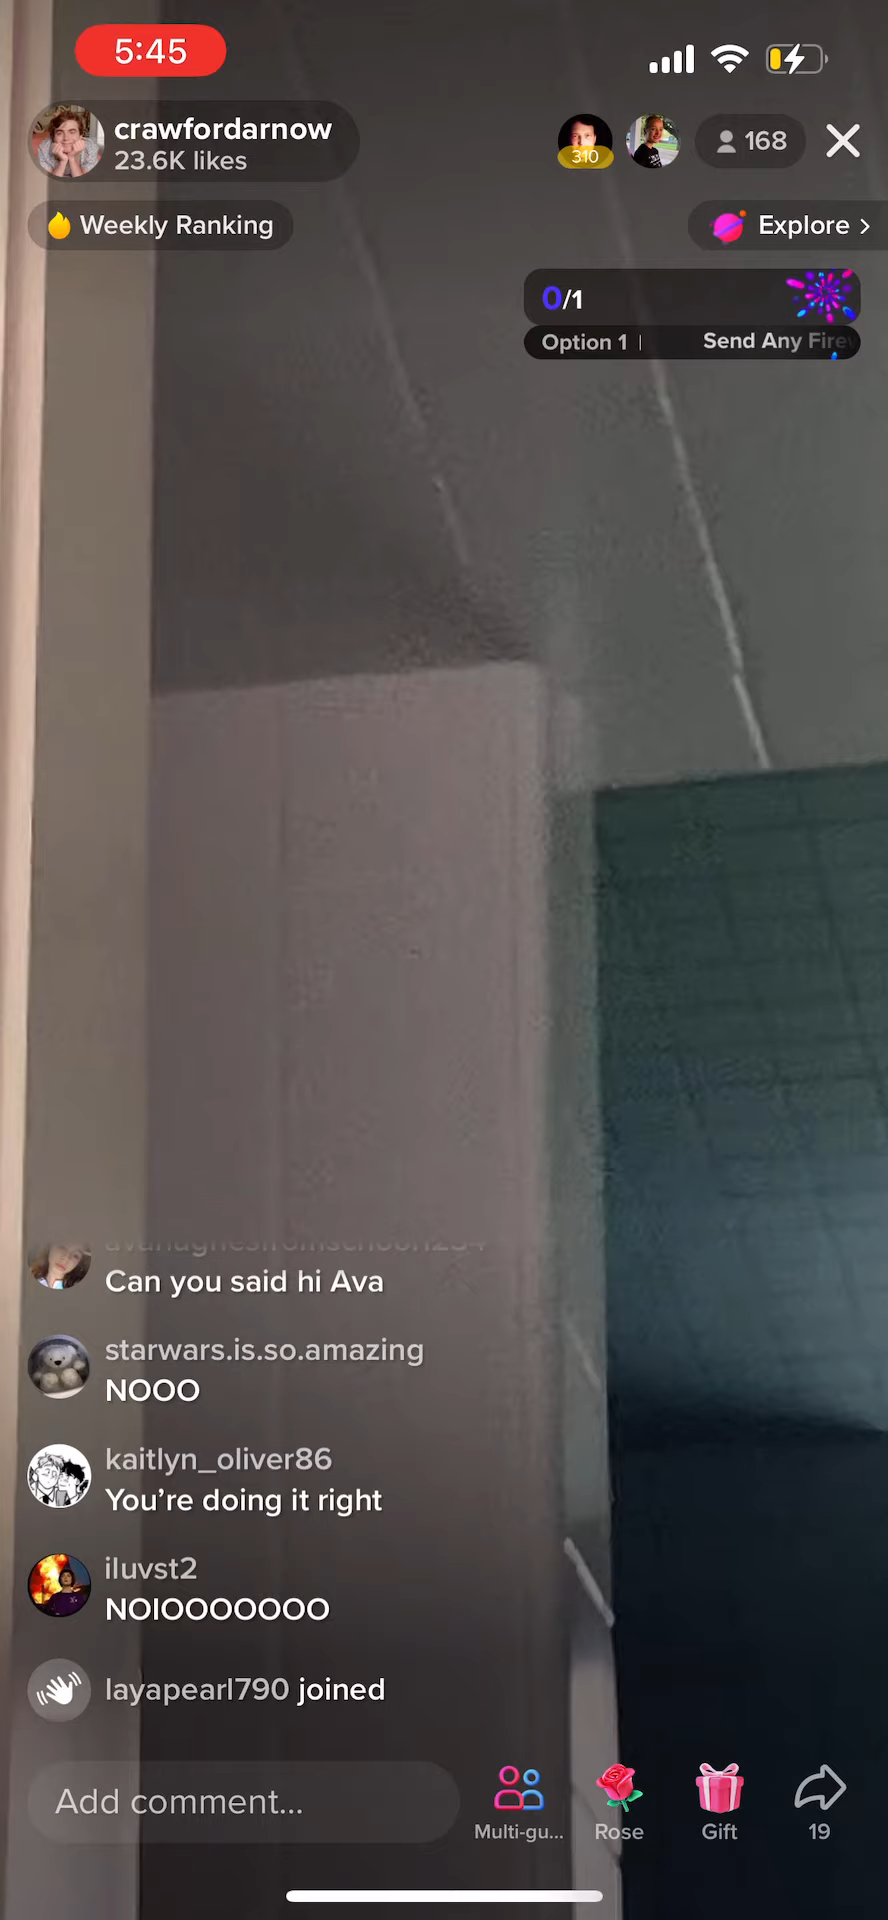 5:45
crawfordarnow
23.6K likes
310
168
Weekly Ranking
Explore >
0/1
Option 1 | Send Any Firew
Can you said hi Ava
starwars.is.so.amazing
NOOO
kaitlyn_oliver86
You’re doing it right
iluvst2
NOIOOOOOOO
layapearl790 joined
Add comment...
Multi-gu...
Rose
Gift
19